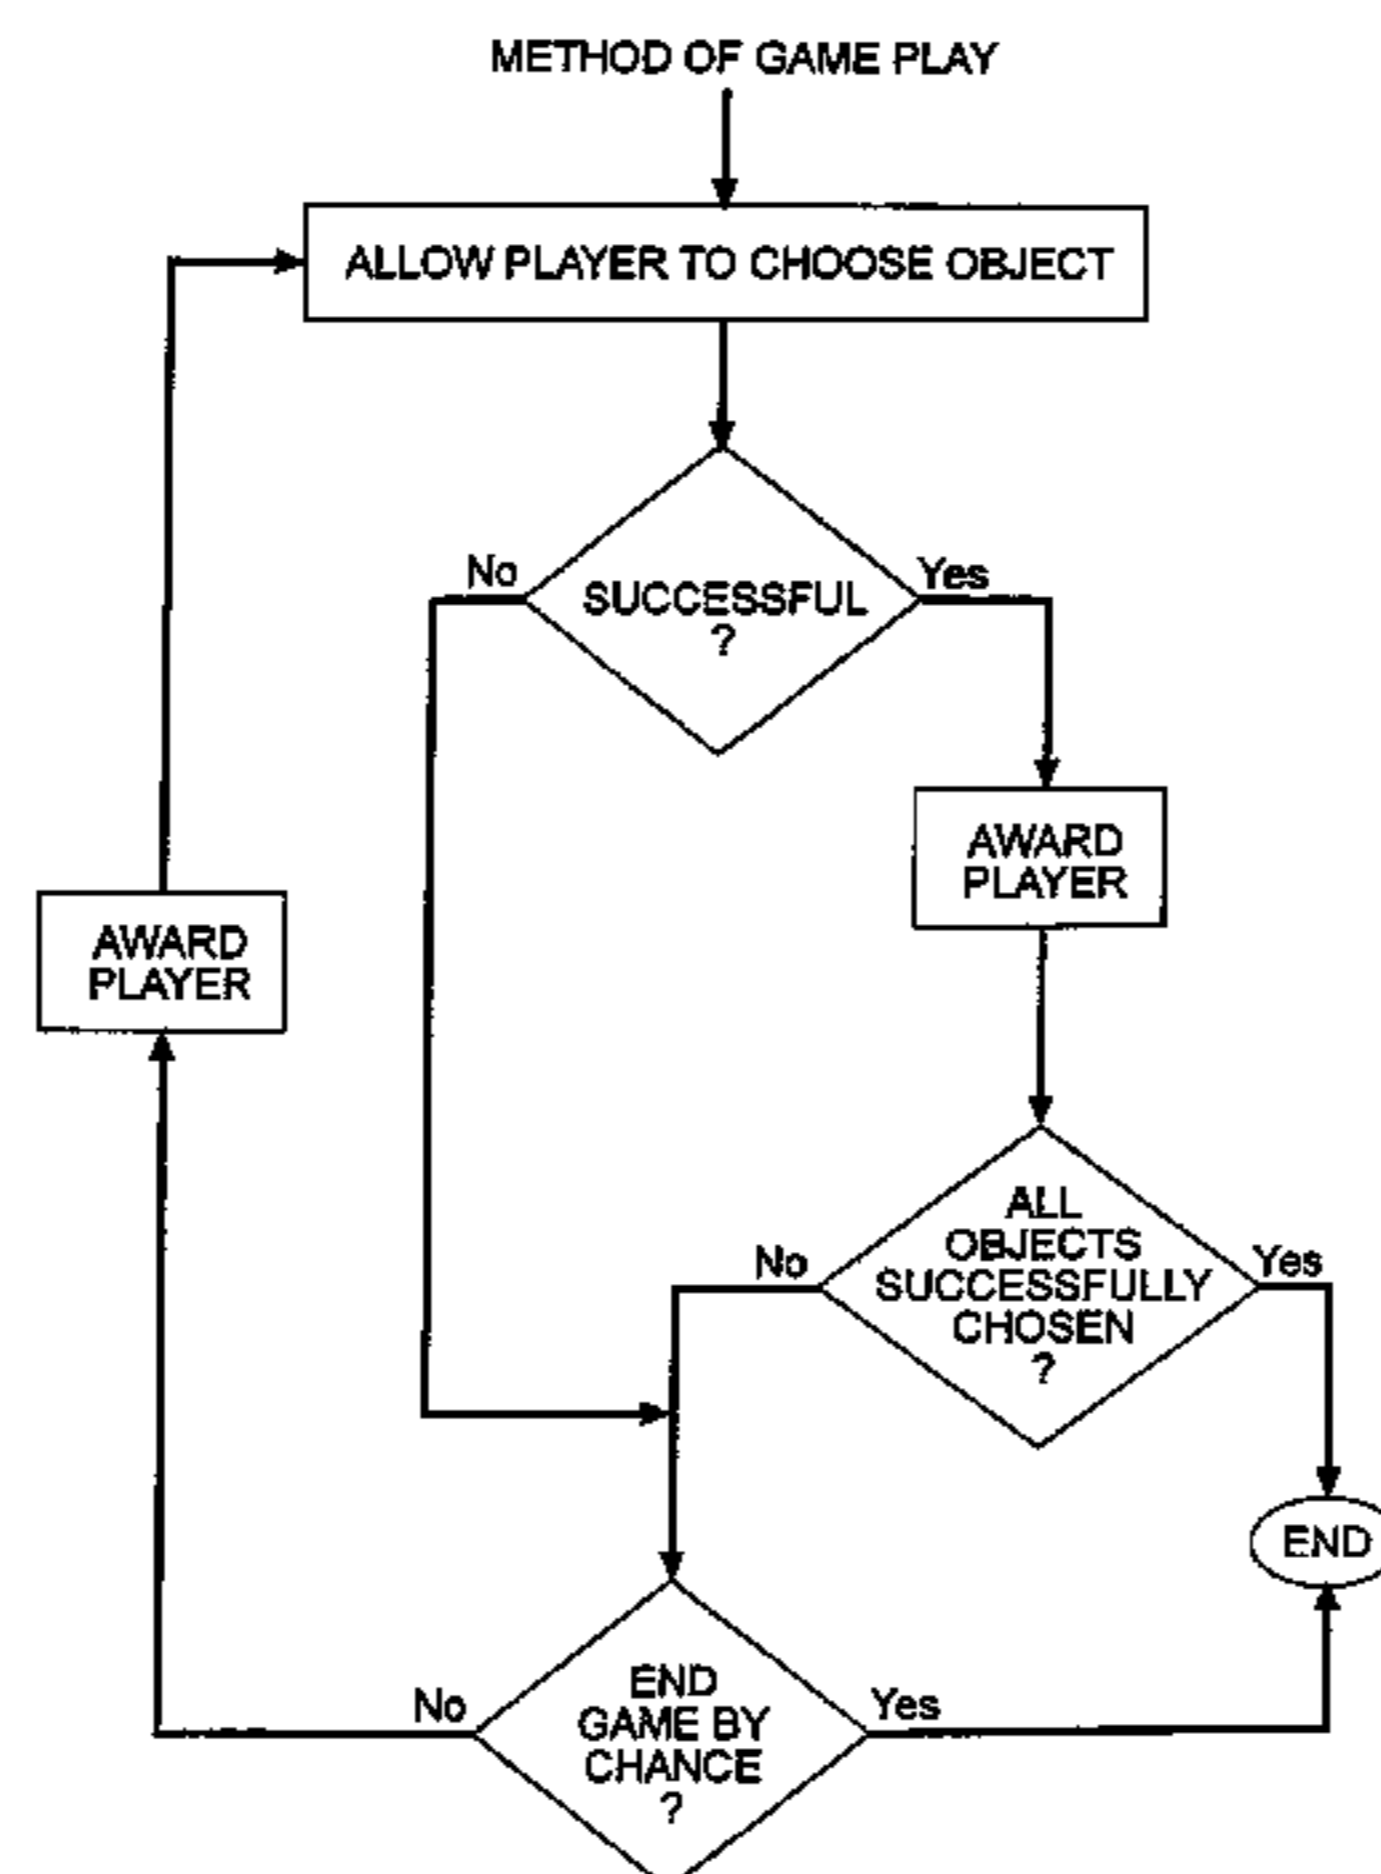 METHOD OF GAME PLAY
ALLOW PLAYER TO CHOOSE OBJECT
No
Yes
SUCCESSFUL
?
AWARD
PLAYER
AWARD
PLAYER
No
Yes
ALL
OBJECTS
SUCCESSFULLY
CHOSEN
?
END
No
Yes
END
GAME BY
CHANCE
?